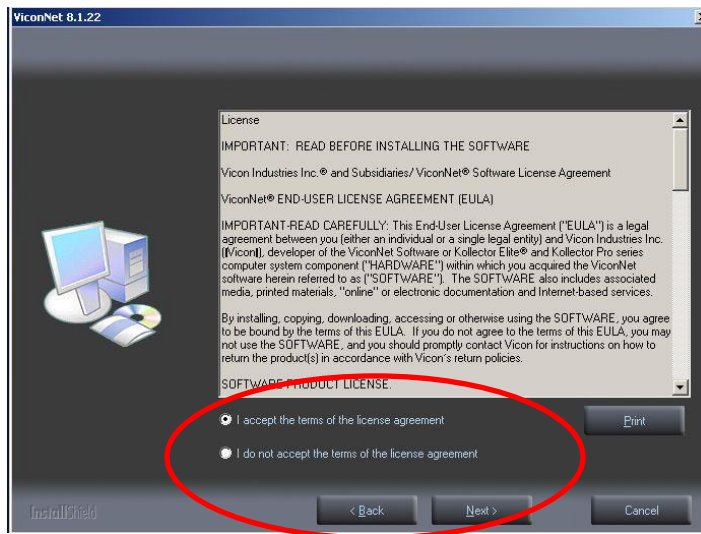 ViconNet 8.1.22
License
IMPORTANT: READ BEFORE INSTALLING THE SOFTWARE
Vicon Industries Inc.® and Subsidiaries/ ViconNet® Software License Agreement
ViconNet® END-USER LICENSE AGREEMENT (EULA)
IMPORTANT-READ CAREFULLY: This End-User License Agreement ("EULA") is a legal
agreement between you (either an individual or a single legal entity) and Vicon Industries Inc.
(Vicon), developer of the ViconNet Software or Kollector Elite® and Kollector Pro series
computer system component ("HARDWARE") within which you acquired the ViconNet
software herein referred to as ("SOFTWARE"). The SOFTWARE also includes associated
media, printed materials, "online" or electronic documentation and Internet-based services.
By installing, copying, downloading, accessing or otherwise using the SOFTWARE, you agree
to be bound by the terms of this EULA. If you do not agree to the terms of this EULA, you may
not use the SOFTWARE, and you should promptly contact Vicon for instructions on how to
return the product(s) in accordance with Vicon's return policies.
SOFTWARE PRODUCT LICENSE.
I accept the terms of the license agreement
Print
I do not accept the terms of the license agreement
InstallShield
< Back
Next >
Cancel